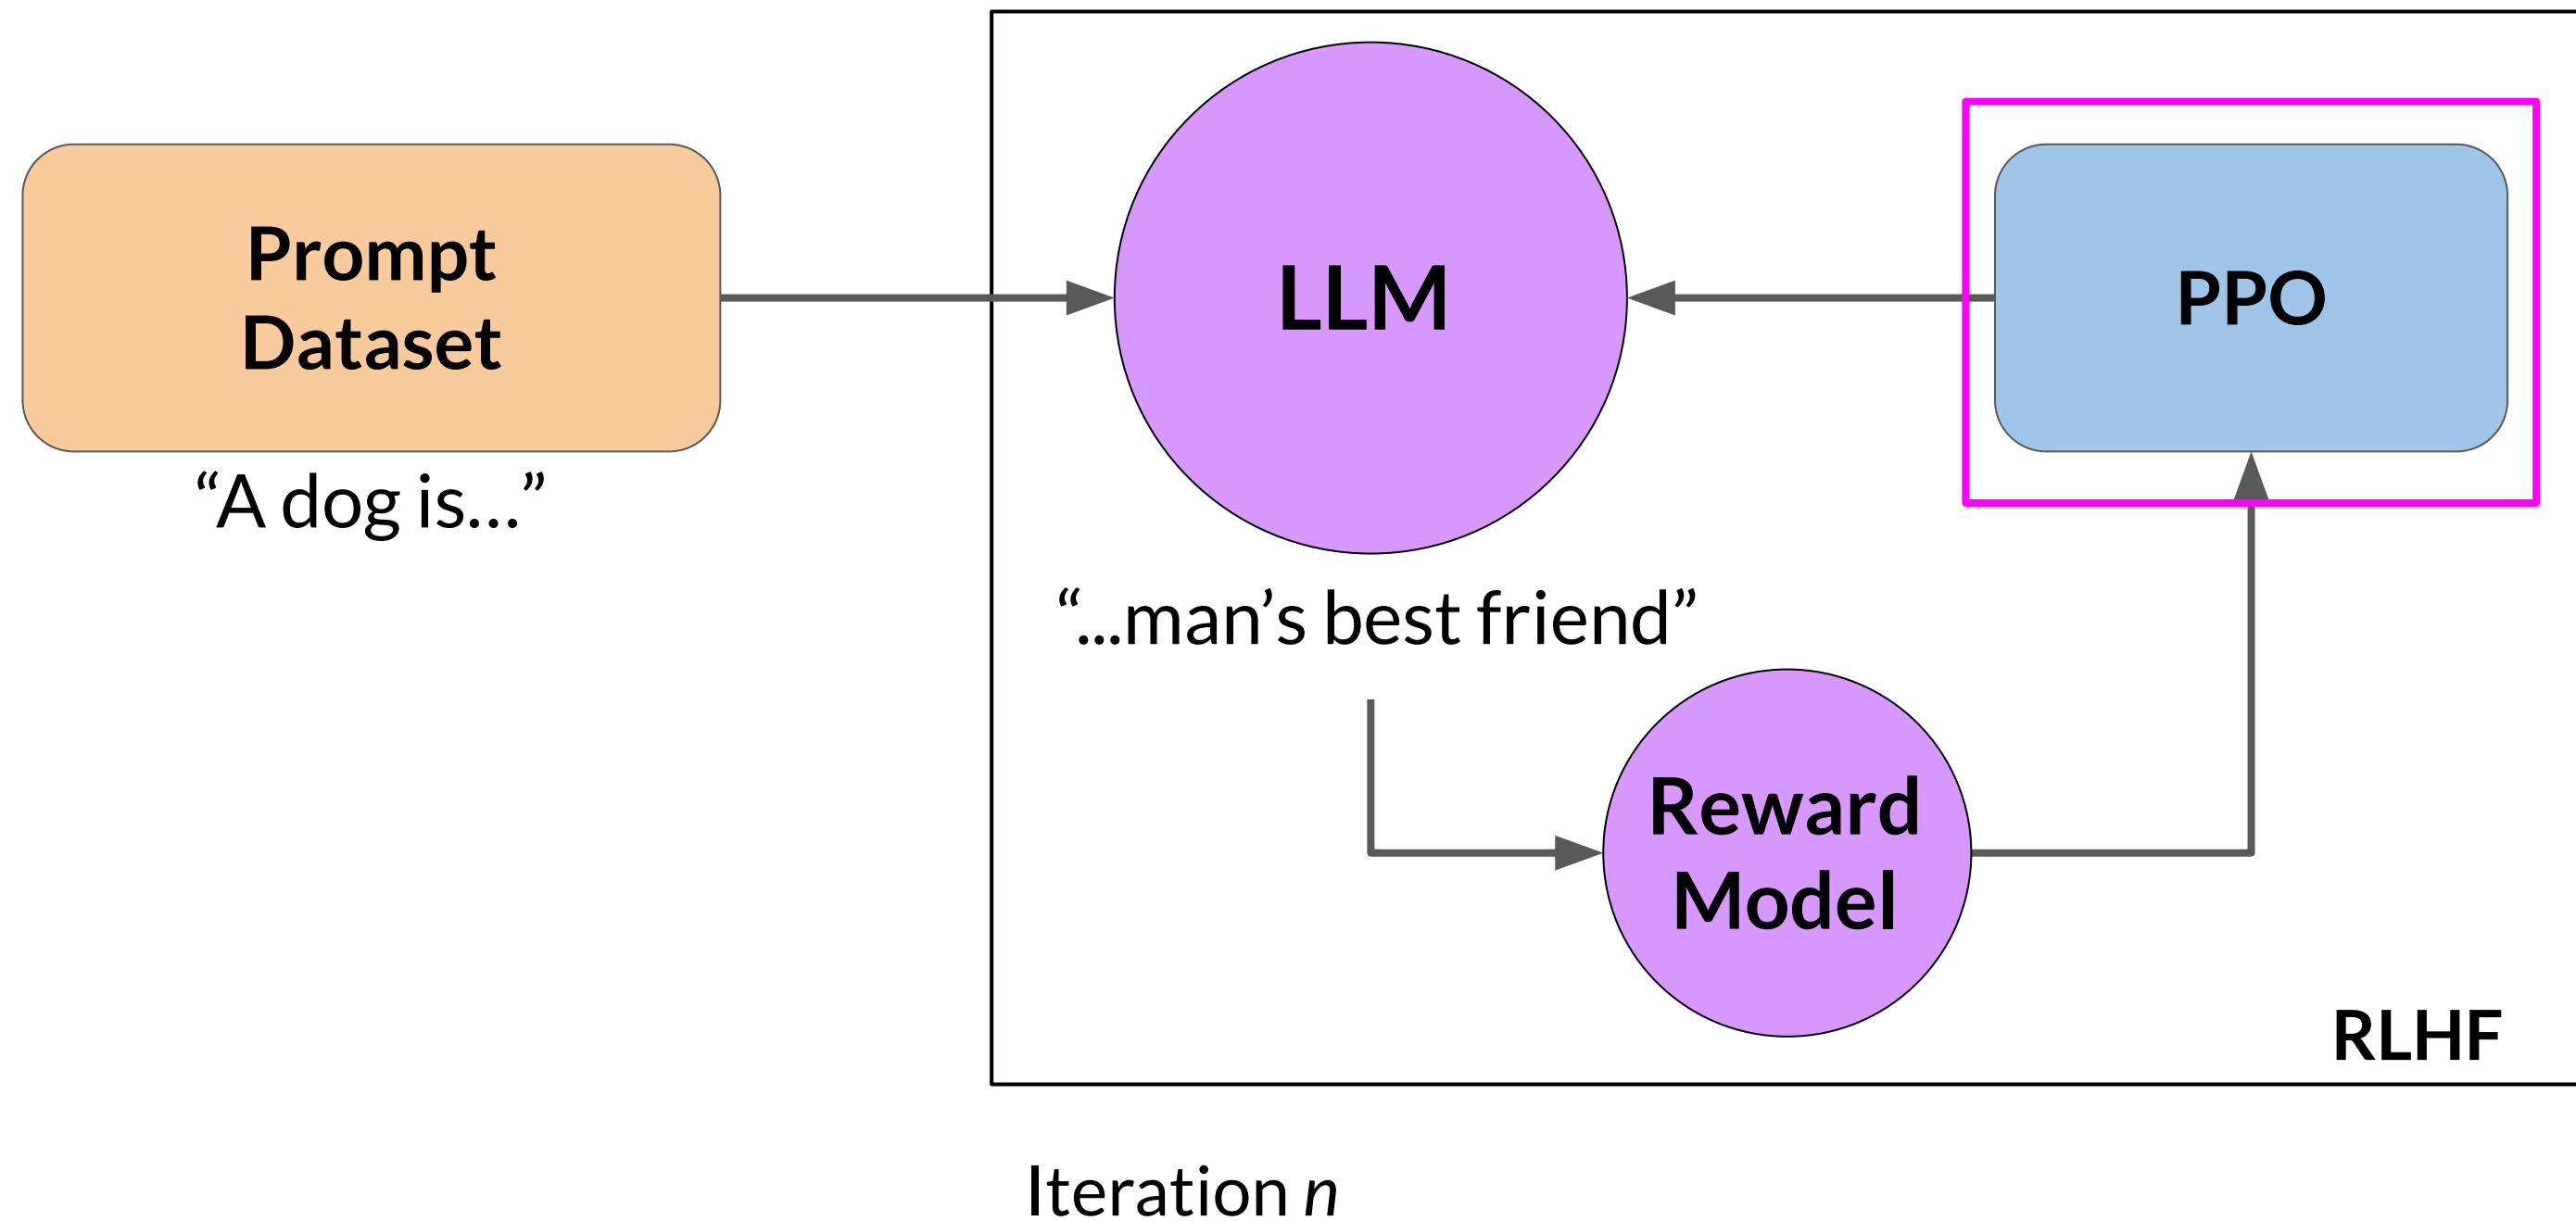 Prompt
Dataset
“A dog is…”
LLM
PPO
“...man’s best friend”
Reward
Model
RLHF
Iteration n